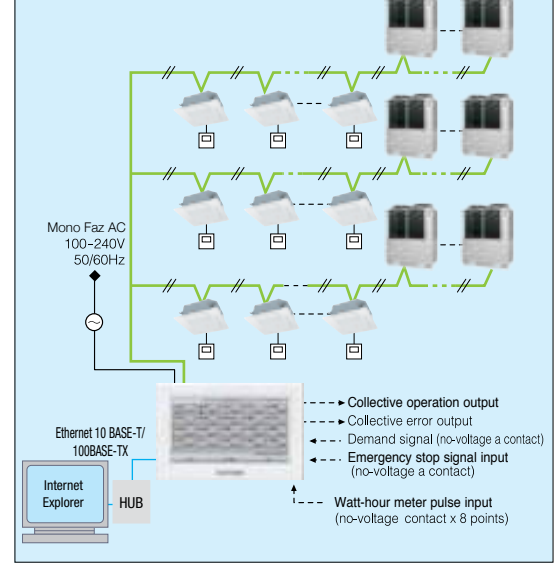 Mono Faz AC
100-240V
50/60Hz
Collective operation output
Collective error output
Demand signal (no-voltage a contact)
Emergency stop signal input
(no-voltage a contact)
Ethernet 10 BASE-T/
100BASE-TX
Internet
Explorer
HUB
Watt-hour meter pulse input
(no-voltage contact x 8 points)